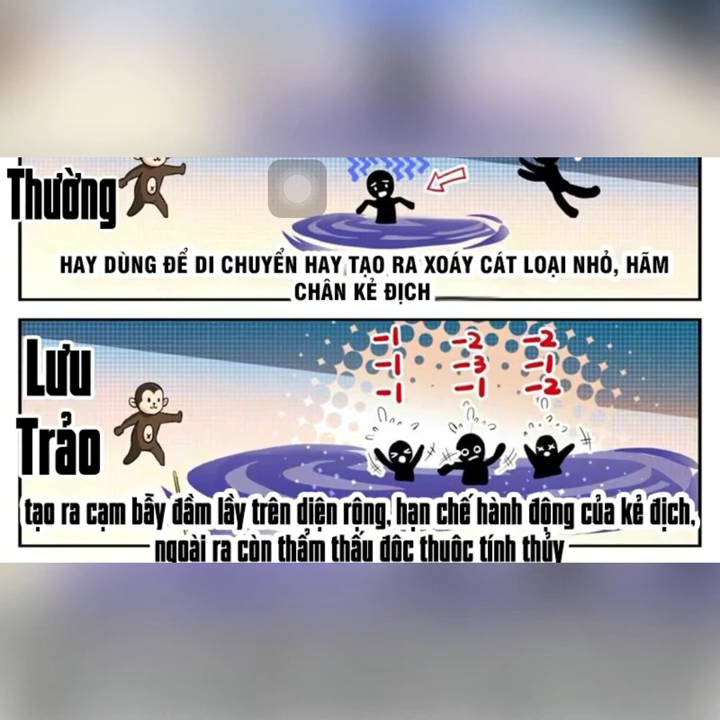 Thường
HAY DÙNG ĐỂ DI CHUYỂN HAY TẠO RA XOÁY CÁT LOẠI NHỎ, HÃM
CHÂN KẺ ĐỊCH
Lưu
Trảo
-1 -2 -2
-1 -3 -1
-1 -1 -2
tạo ra cạm bẫy đầm lầy trên diện rộng, hạn chế hành động của kẻ địch,
ngoài ra còn thẩm thấu độc thuộc tính thủy